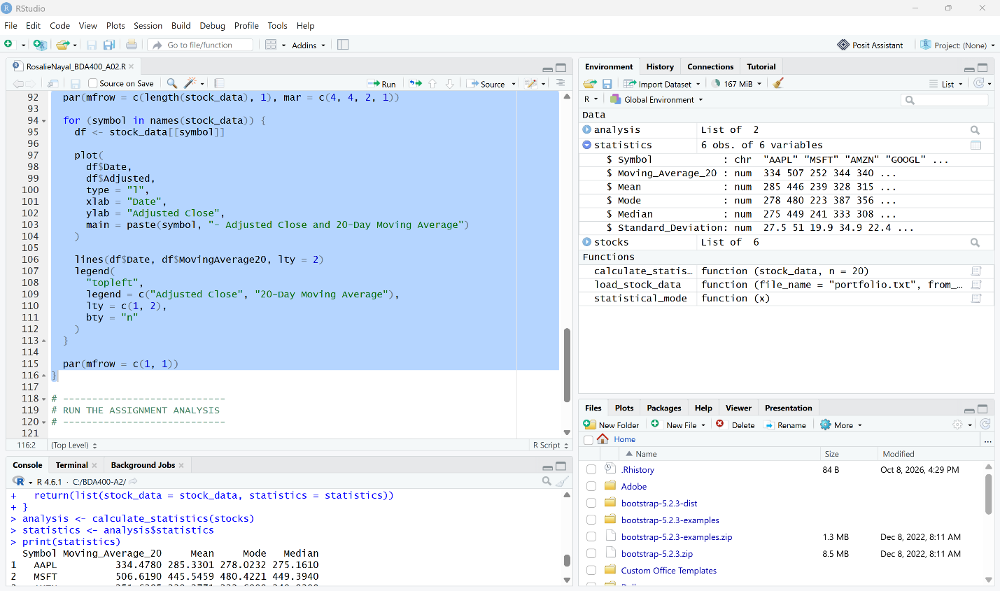 RStudio
File Edit Code View Plots Session Build Debug Profile Tools Help
Go to file/function Addins Posit Assistant Project: (None)
RosalieNayal_BDA400_A02.R
Source on Save Run Source
92 par(mfrow = c(length(stock_data), 1), mar = c(4, 4, 2, 1))
93
94 for (symbol in names(stock_data)) {
95 df <- stock_data[[symbol]]
96
97 plot(
98 df$Date,
99 df$Adjusted,
100 type = "l",
101 xlab = "Date",
102 ylab = "Adjusted Close",
103 main = paste(symbol, "- Adjusted Close and 20-Day Moving Average")
104 )
105
106 lines(df$Date, df$MovingAverage20, lty = 2)
107 legend(
108 "topleft",
109 legend = c("Adjusted Close", "20-Day Moving Average"),
110 lty = c(1, 2),
111 bty = "n"
112 )
113 }
114
115 par(mfrow = c(1, 1))
116 }
117
118 # ----------------------------
119 # RUN THE ASSIGNMENT ANALYSIS
120 # ----------------------------
121
116:2 (Top Level) R Script
Console Terminal Background Jobs
R 4.6.1 · C:/BDA400-A2/
+ return(list(stock_data = stock_data, statistics = statistics))
+ }
> analysis <- calculate_statistics(stocks)
> statistics <- analysis$statistics
> print(statistics)
Symbol Moving_Average_20 Mean Mode Median
1 AAPL 334.4780 285.3301 278.0232 275.1610
2 MSFT 506.6190 445.5459 480.4221 449.3940
Environment History Connections Tutorial
Import Dataset 167 MiB List
R Global Environment
Data
analysis List of 2
statistics 6 obs. of 6 variables
$ Symbol : chr "AAPL" "MSFT" "AMZN" "GOOGL" ...
$ Moving_Average_20 : num 334 507 252 344 340 ...
$ Mean : num 285 446 239 328 315 ...
$ Mode : num 278 480 223 387 356 ...
$ Median : num 275 449 241 333 308 ...
$ Standard_Deviation: num 27.5 51 19.9 34.9 22.4 ...
stocks List of 6
Functions
calculate_statis… function (stock_data, n = 20)
load_stock_data function (file_name = "portfolio.txt", from_…
statistical_mode function (x)
Files Plots Packages Help Viewer Presentation
New Folder New File Delete Rename More
Home ...
Name Size Modified
.Rhistory 84 B Oct 8, 2026, 4:29 PM
Adobe
bootstrap-5.2.3-dist
bootstrap-5.2.3-examples
bootstrap-5.2.3-examples.zip 1.3 MB Dec 8, 2022, 8:11 AM
bootstrap-5.2.3.zip 8.5 MB Dec 8, 2022, 8:11 AM
Custom Office Templates